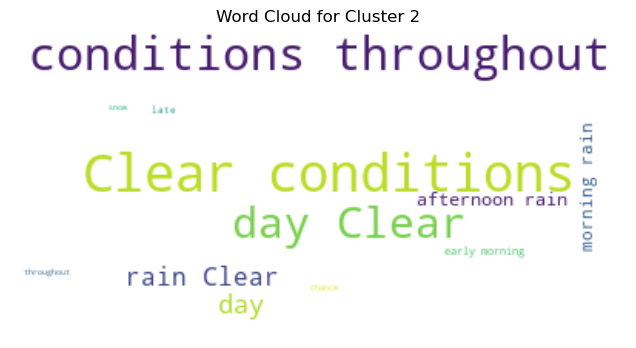 Word Cloud for Cluster 2
conditions throughout
snow
late
Clear conditions
morning rain
afternoon rain
day Clear
early morning
throughout
rain Clear
chance
day